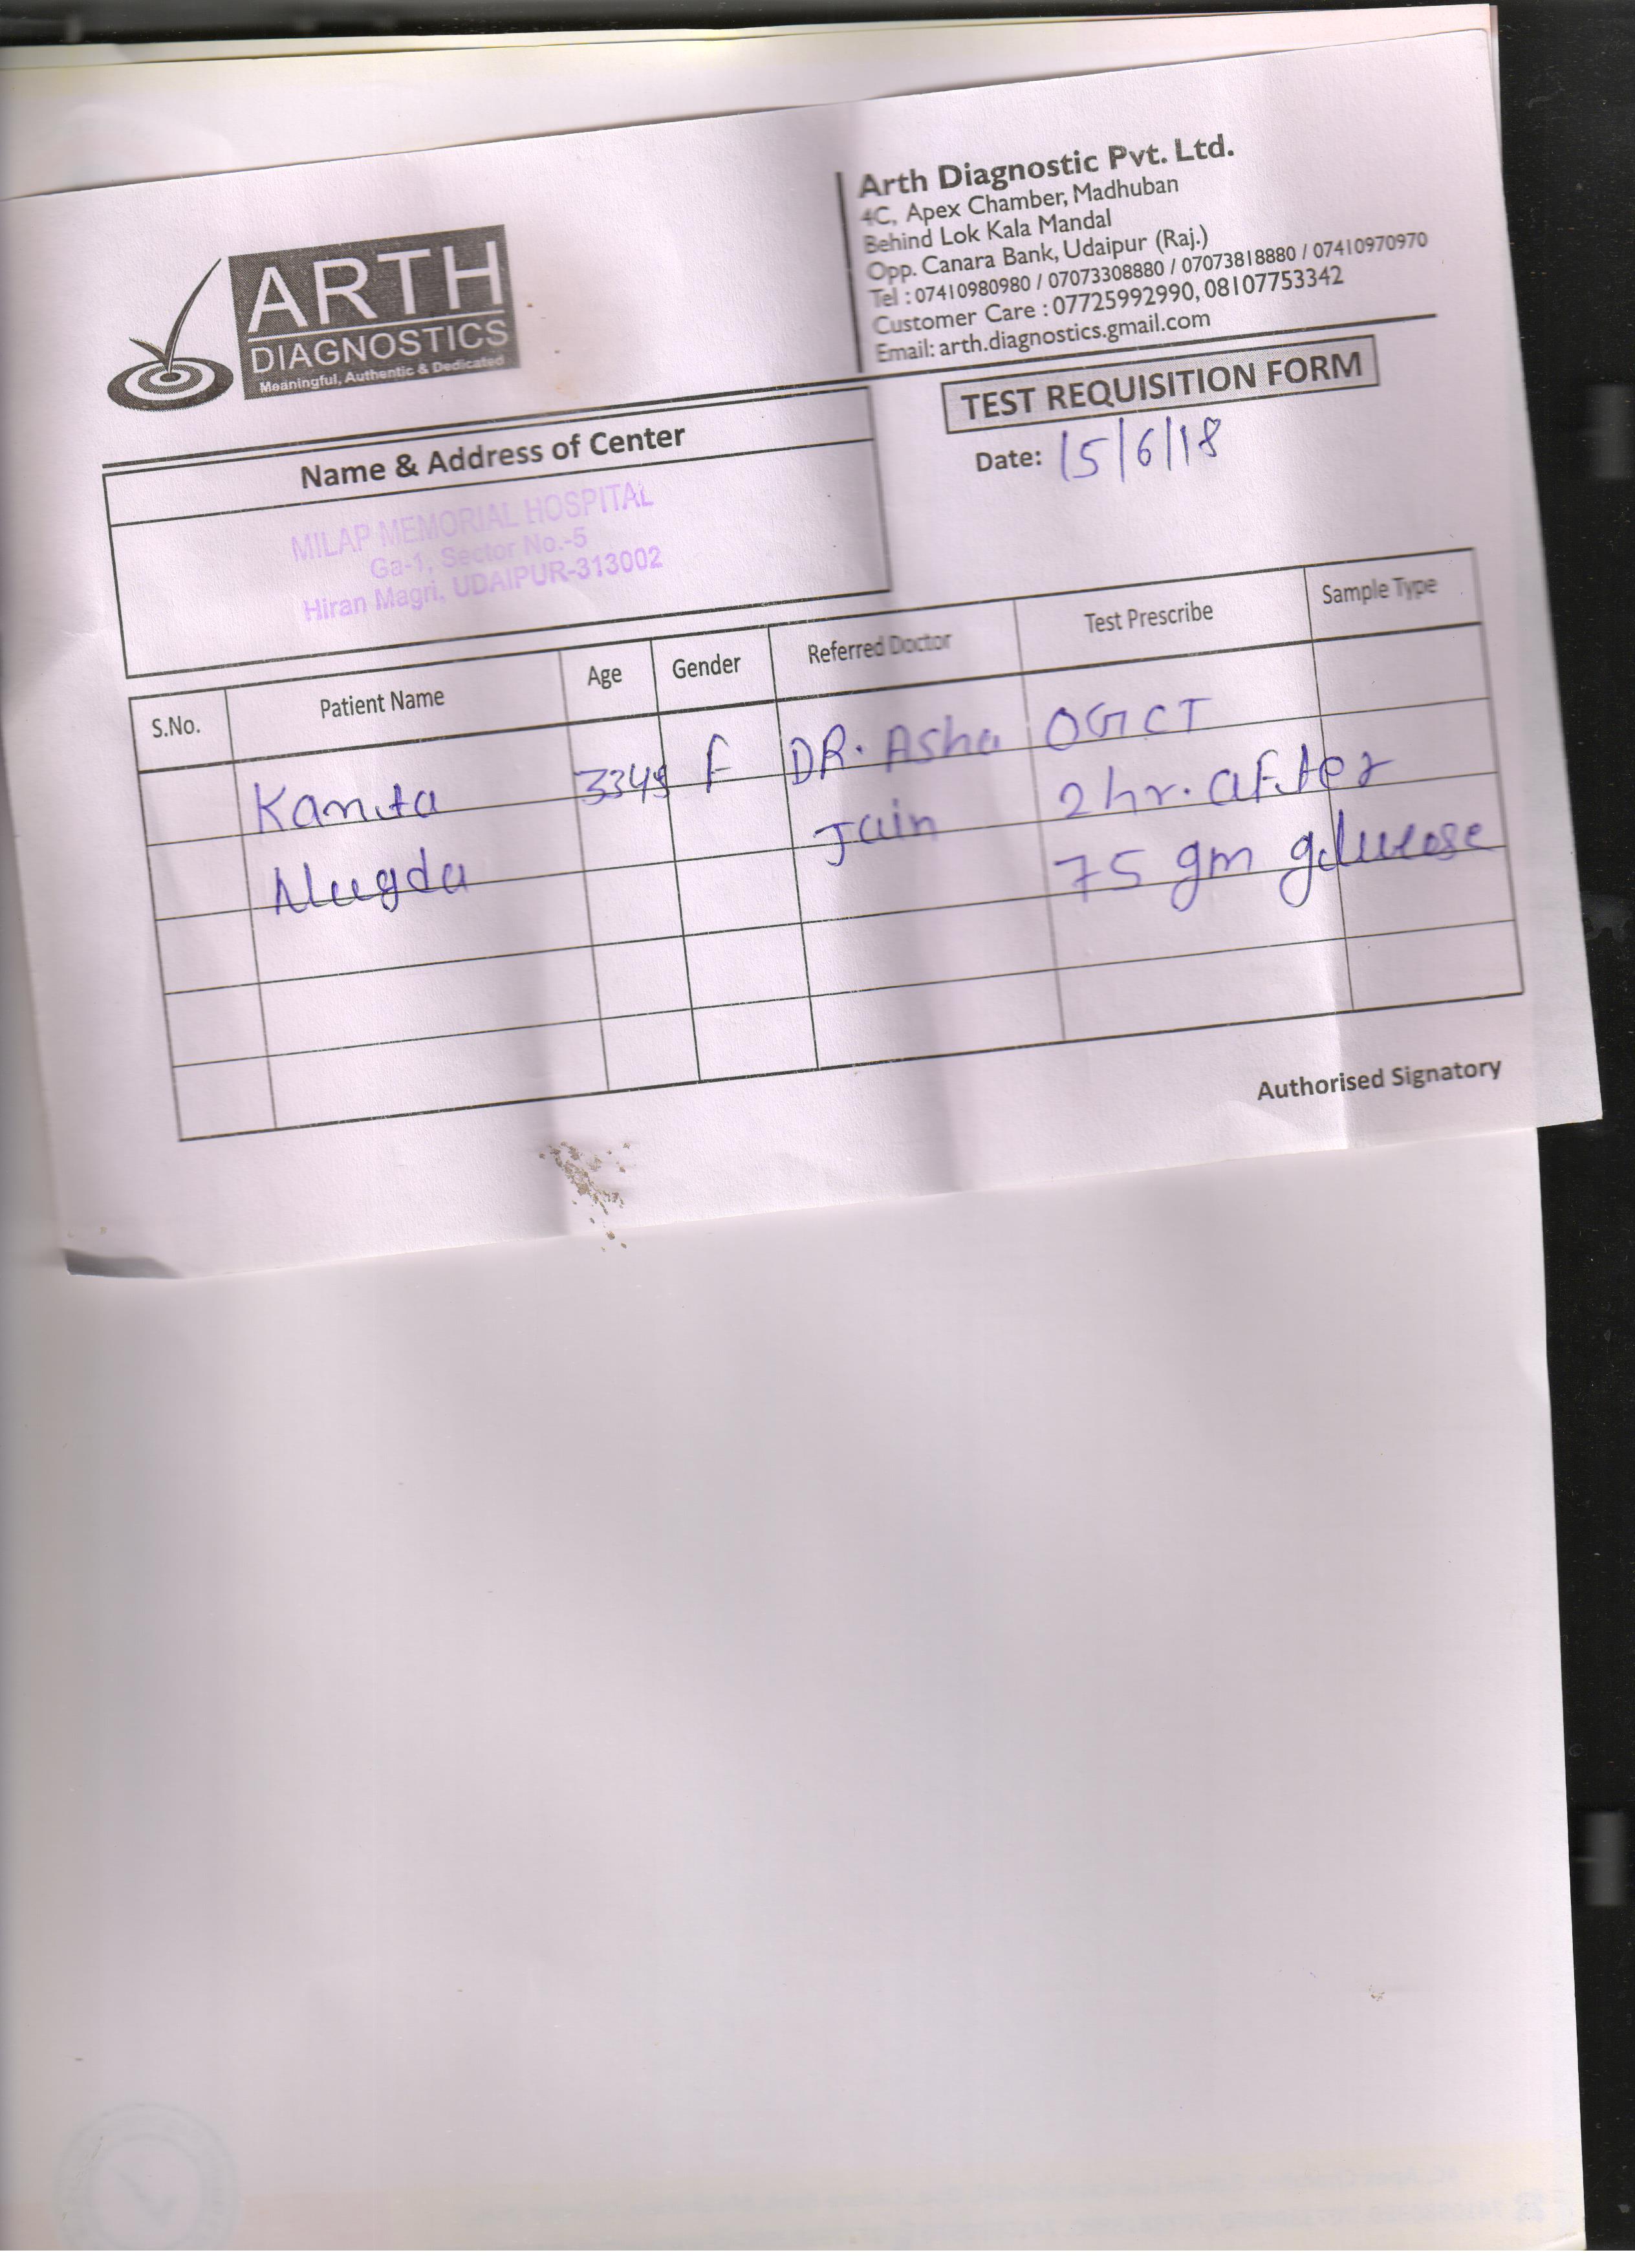 ARTH
DIAGNOSTICS
Meaningful, Authentic & Dedicated
Arth Diagnostic Pvt. Ltd.
4C, Apex Chamber, Madhuban
Behind Lok Kala Mandal
Opp. Canara Bank, Udaipur (Raj.)
Tel : 07410980980 / 07073308880 / 07073818880 / 07410970970
Customer Care : 07725992990, 08107753342
Email: arth.diagnostics.gmail.com
TEST REQUISITION FORM
Date: 15/6/18
Name & Address of Center
MILAP MEMORIAL HOSPITAL
Ga-1, Sector No.-5
Hiran Magri, UDAIPUR-313002
S.No. Patient Name Age Gender Referred Doctor Test Prescribe Sample Type
Kanita 33 F DR. Asha OGCT
Nugda Jain 2 hr. after
75 gm
Authorised Signatory